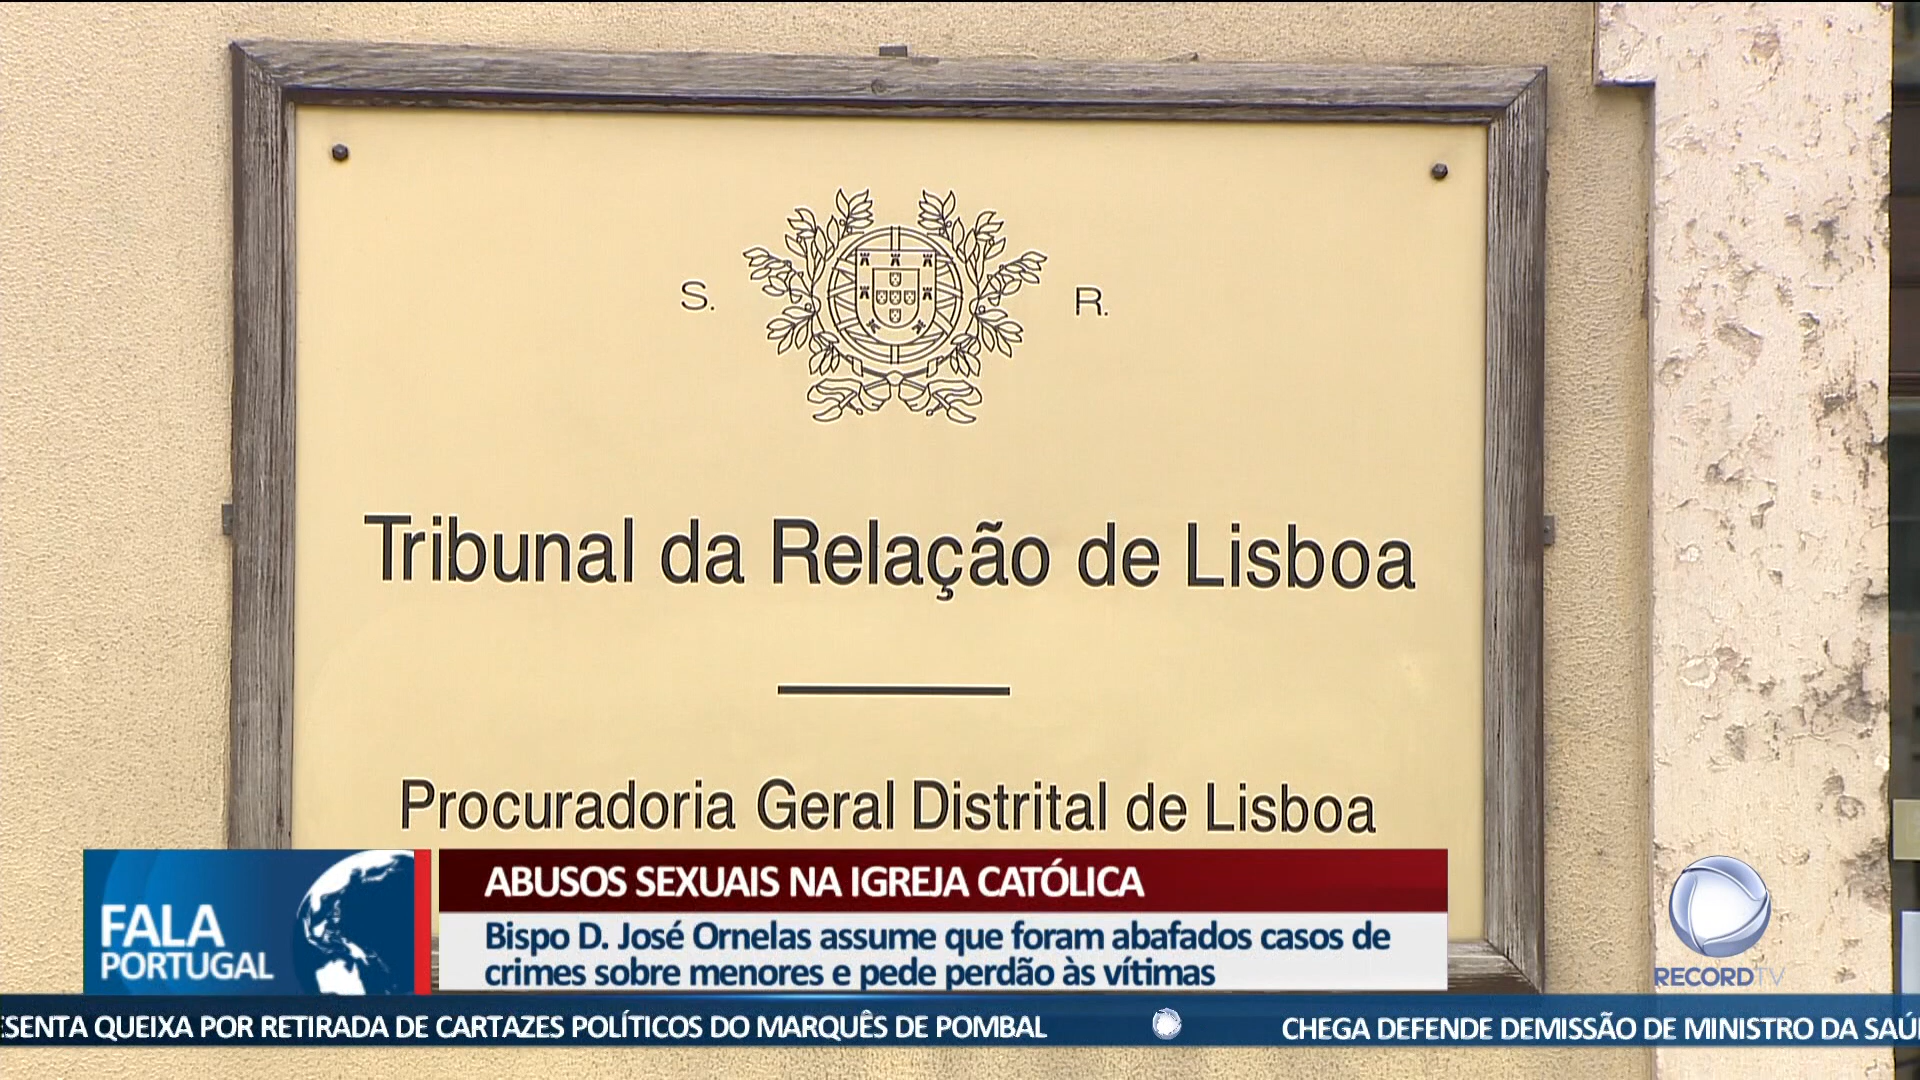 S. R.
Tribunal da Relação de Lisboa
Procuradoria Geral Distrital de Lisboa
ABUSOS SEXUAIS NA IGREJA CATÓLICA
FALA
PORTUGAL
Bispo D. José Ornelas assume que foram abafados casos de
crimes sobre menores e pede perdão às vítimas
RECORD TV
ESENTA QUEIXA POR RETIRADA DE CARTAZES POLÍTICOS DO MARQUÊS DE POMBAL CHEGA DEFENDE DEMISSÃO DE MINISTRO DA SAÚ